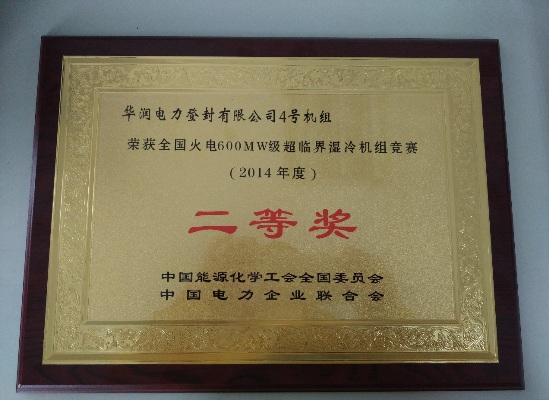 华润电力登封有限公司4号机组
荣获全国火电600MW级超临界湿冷机组竞赛
（2014年度）
二等奖
中国能源化学工会全国委员会
中国电力企业联合会